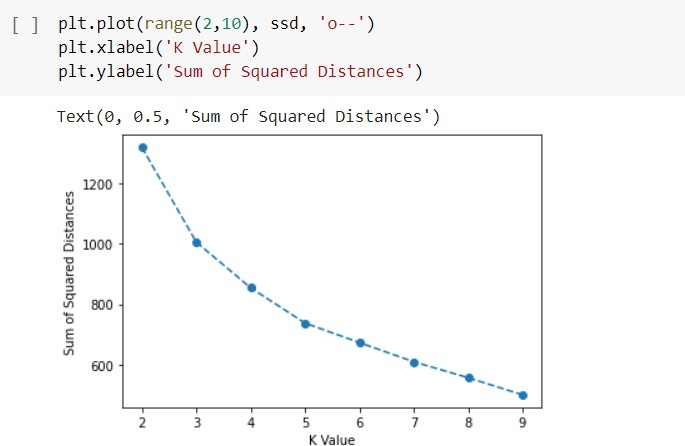 [ ] plt.plot(range(2,10), ssd, 'o--')
plt.xlabel('K Value')
plt.ylabel('Sum of Squared Distances')
Text(0, 0.5, 'Sum of Squared Distances')
Sum of Squared Distances
1200
1000
800
600
2 3 4 5 6 7 8 9
K Value